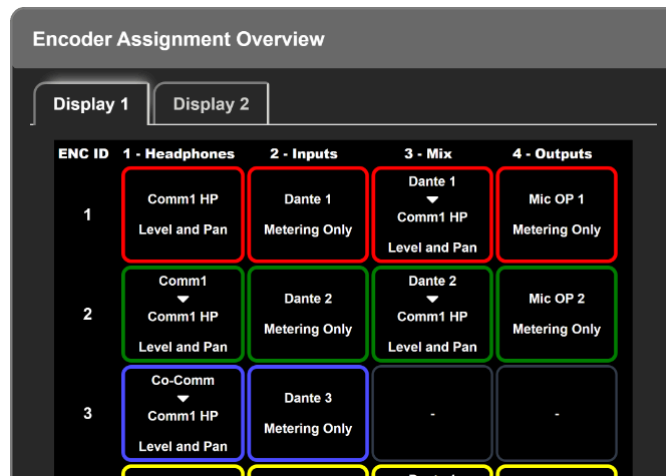 Encoder Assignment Overview
Display 1 Display 2
ENC ID 1 - Headphones 2 - Inputs 3 - Mix 4 - Outputs
1
Comm1 HP
Level and Pan
Dante 1
Metering Only
Dante 1
Comm1 HP
Level and Pan
Mic OP 1
Metering Only
2
Comm1
Comm1 HP
Level and Pan
Dante 2
Metering Only
Dante 2
Comm1 HP
Level and Pan
Mic OP 2
Metering Only
3
Co-Comm
Comm1 HP
Level and Pan
Dante 3
Metering Only
-
-